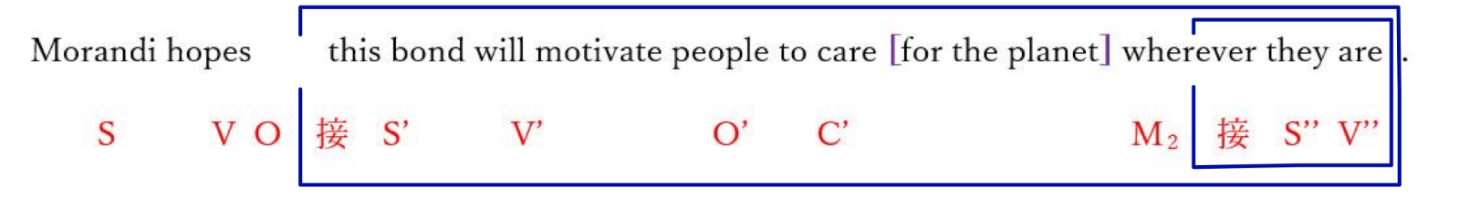 Morandi hopes this bond will motivate people to care [for the planet] wherever they are .
S V O 接 S’ V’ O’ C’ M₂ 接 S’’ V’’